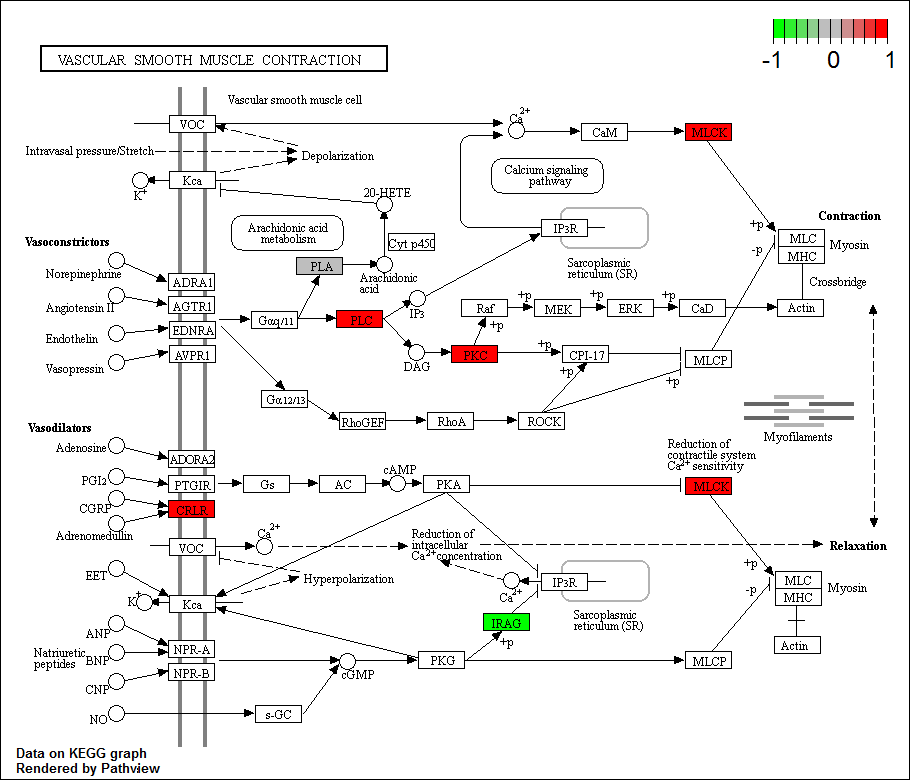 -1 0 1
VASCULAR SMOOTH MUSCLE CONTRACTION
Vascular smooth muscle cell
Ca2+
VOC
CaM
MLCK
Intravasal pressure/Stretch
Depolarization
Kca
K+
20-HETE
Calcium signaling
pathway
Arachidonic acid
metabolism
Cyt p450
PLA
Arachidonic
acid
IP3R
Sarcoplasmic
reticulum (SR)
+p
-p
Contraction
MLC
MHC
Myosin
Crossbridge
Actin
Vasoconstrictors
Norepinephrine
ADRA1
Angiotensin II
AGTR1
Endothelin
EDNRA
Vasopressin
AVPR1
Gαq/11
PLC
IP3
DAG
PKC
+p
Raf
+p
MEK
+p
ERK
+p
CaD
+p
CPI-17
MLCP
+p
+p
Gα12/13
RhoGEF
RhoA
ROCK
Myofilaments
Vasodilators
Adenosine
ADORA2
PGI2
PTGIR
CGRP
CRLR
Adrenomedullin
Gs
AC
cAMP
PKA
Reduction of
contractile system
Ca2+ sensitivity
MLCK
VOC
Ca2+
Reduction of
intracellular
Ca2+ concentration
Relaxation
EET
Hyperpolarization
K+
Kca
Ca2+
IP3R
Sarcoplasmic
reticulum (SR)
+p
-p
MLC
MHC
Myosin
Actin
IRAG
+p
ANP
Natriuretic
peptides
BNP
CNP
NPR-A
NPR-B
cGMP
PKG
MLCP
NO
s-GC
Data on KEGG graph
Rendered by Pathview